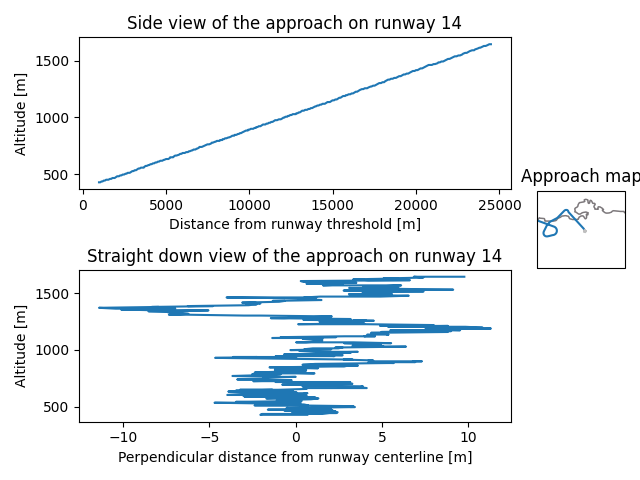 Side view of the approach on runway 14
Altitude [m]
1500
1000
500
0
5000
10000
15000
20000
25000
Distance from runway threshold [m]
Approach map
Straight down view of the approach on runway 14
Altitude [m]
1500
1000
500
−10
−5
0
5
10
Perpendicular distance from runway centerline [m]